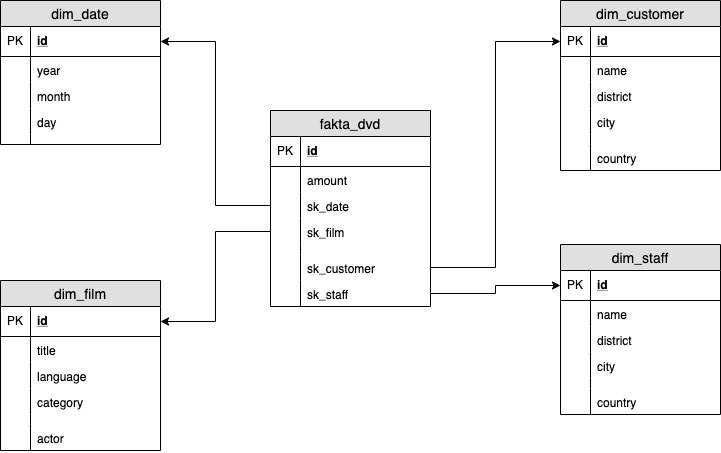 dim_date
PK id
year
month
day
dim_customer
PK id
name
district
city
country
fakta_dvd
PK id
amount
sk_date
sk_film
sk_customer
sk_staff
dim_film
PK id
title
language
category
actor
dim_staff
PK id
name
district
city
country